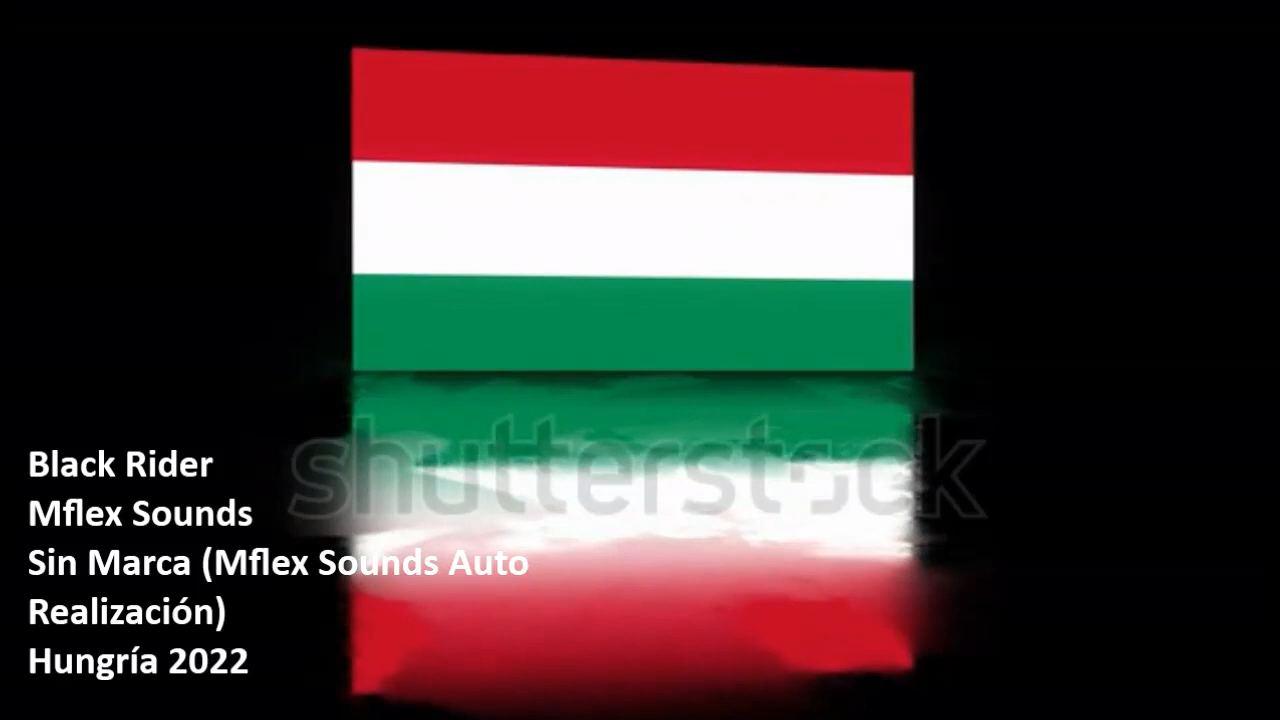 shutterstock
Black Rider
Mflex Sounds
Sin Marca (Mflex Sounds Auto
Realización)
Hungría 2022